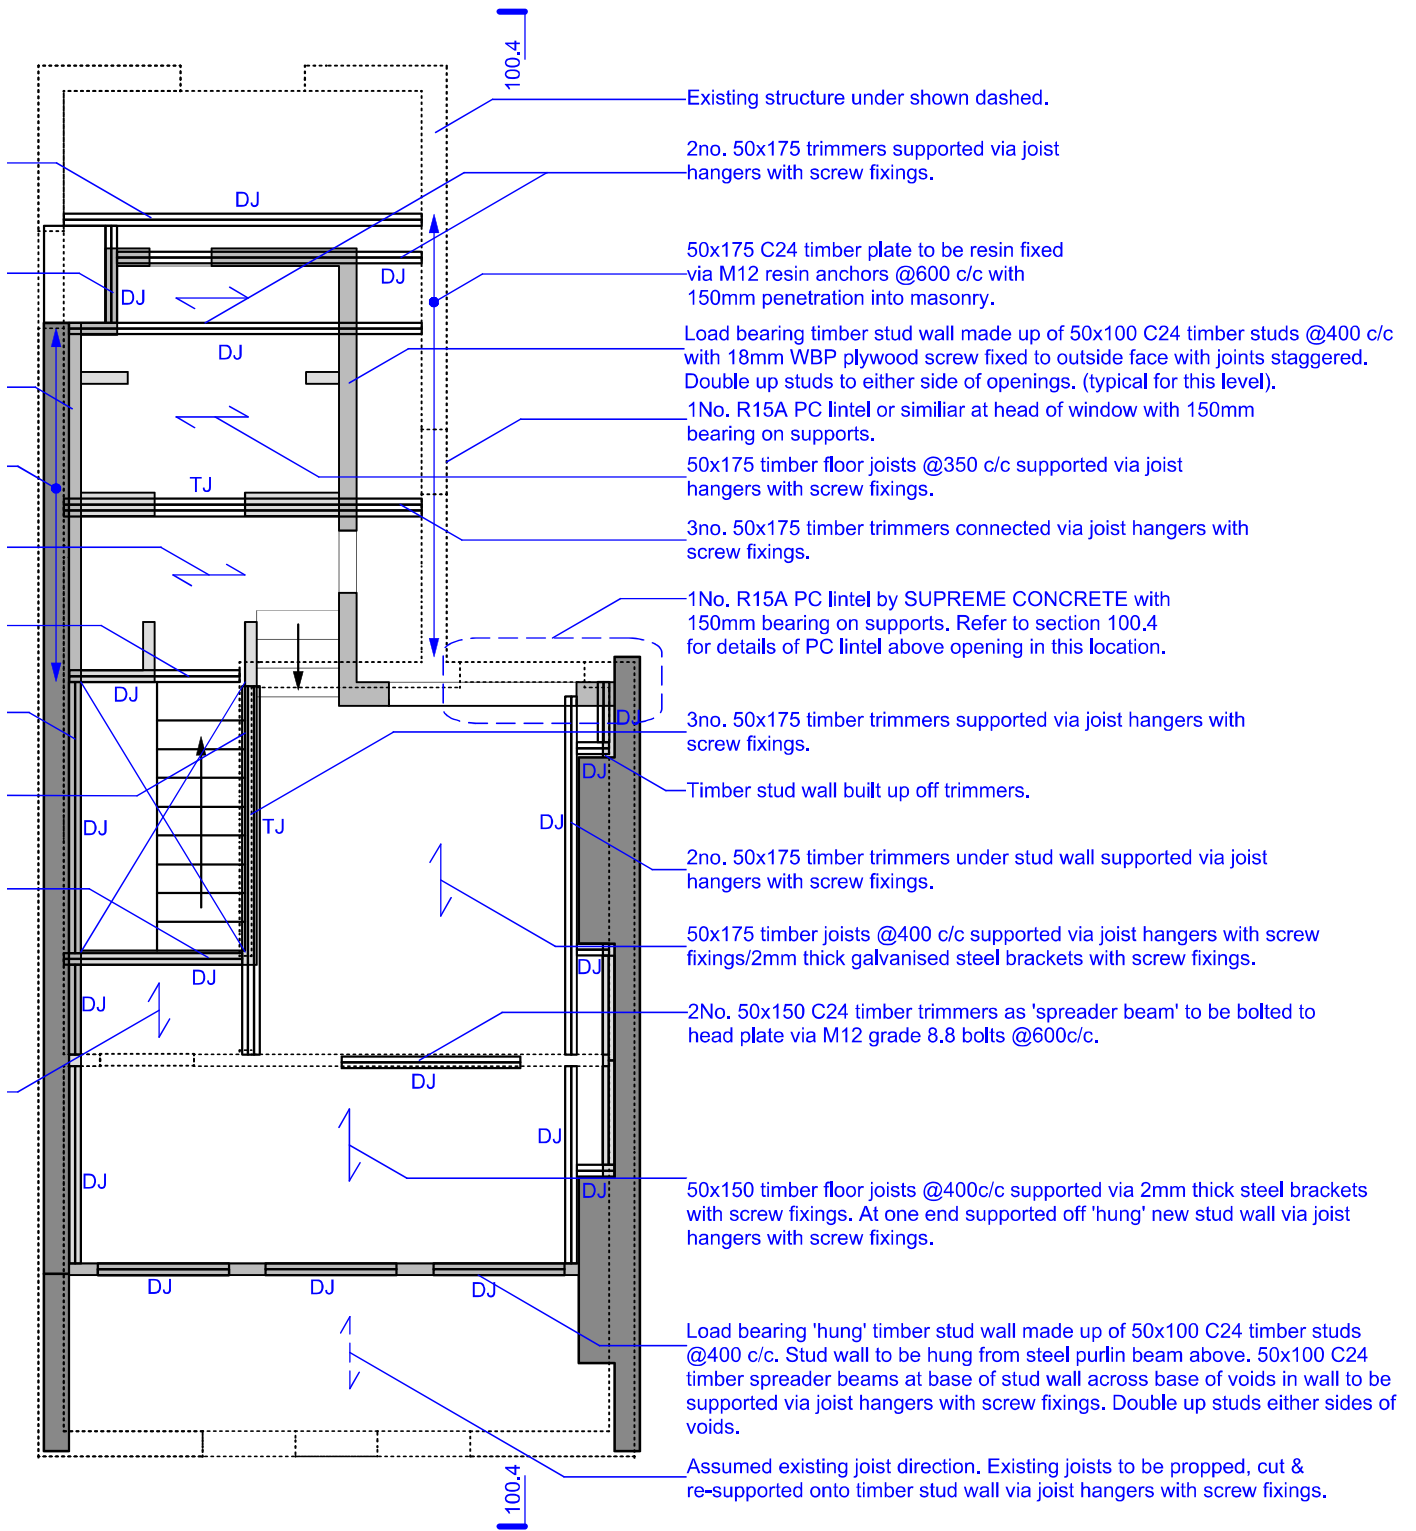 100.4
Existing structure under shown dashed.
2no. 50x175 trimmers supported via joist
hangers with screw fixings.
DJ
50x175 C24 timber plate to be resin fixed
via M12 resin anchors @600 c/c with
150mm penetration into masonry.
DJ
DJ
Load bearing timber stud wall made up of 50x100 C24 timber studs @400 c/c
with 18mm WBP plywood screw fixed to outside face with joints staggered.
Double up studs to either side of openings. (typical for this level).
DJ
1No. R15A PC lintel or similiar at head of window with 150mm
bearing on supports.
50x175 timber floor joists @350 c/c supported via joist
hangers with screw fixings.
TJ
3no. 50x175 timber trimmers connected via joist hangers with
screw fixings.
1No. R15A PC lintel by SUPREME CONCRETE with
150mm bearing on supports. Refer to section 100.4
for details of PC lintel above opening in this location.
DJ
DJ
3no. 50x175 timber trimmers supported via joist hangers with
screw fixings.
DJ
Timber stud wall built up off trimmers.
DJ
TJ
DJ
2no. 50x175 timber trimmers under stud wall supported via joist
hangers with screw fixings.
50x175 timber joists @400 c/c supported via joist hangers with screw
fixings/2mm thick galvanised steel brackets with screw fixings.
DJ
DJ
DJ
2No. 50x150 C24 timber trimmers as 'spreader beam' to be bolted to
head plate via M12 grade 8.8 bolts @600c/c.
DJ
DJ
DJ
DJ
50x150 timber floor joists @400c/c supported via 2mm thick steel brackets
with screw fixings. At one end supported off 'hung' new stud wall via joist
hangers with screw fixings.
DJ
DJ
DJ
Load bearing 'hung' timber stud wall made up of 50x100 C24 timber studs
@400 c/c. Stud wall to be hung from steel purlin beam above. 50x100 C24
timber spreader beams at base of stud wall across base of voids in wall to be
supported via joist hangers with screw fixings. Double up studs either sides of
voids.
Assumed existing joist direction. Existing joists to be propped, cut &
re-supported onto timber stud wall via joist hangers with screw fixings.
100.4